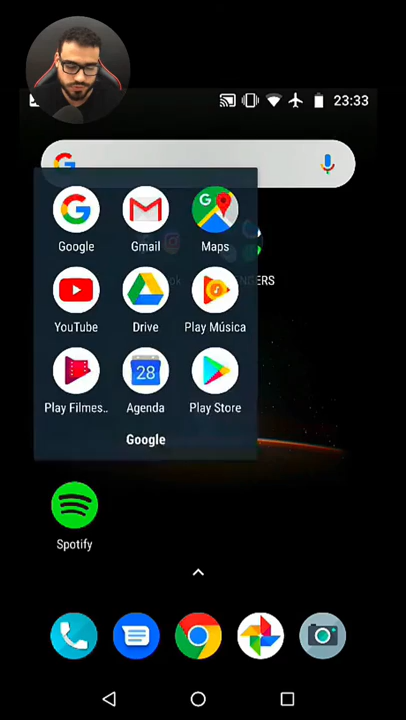 23:33
Google
Gmail
Maps
YouTube
Drive
Play Música
28
Play Filmes..
Agenda
Play Store
Google
Spotify